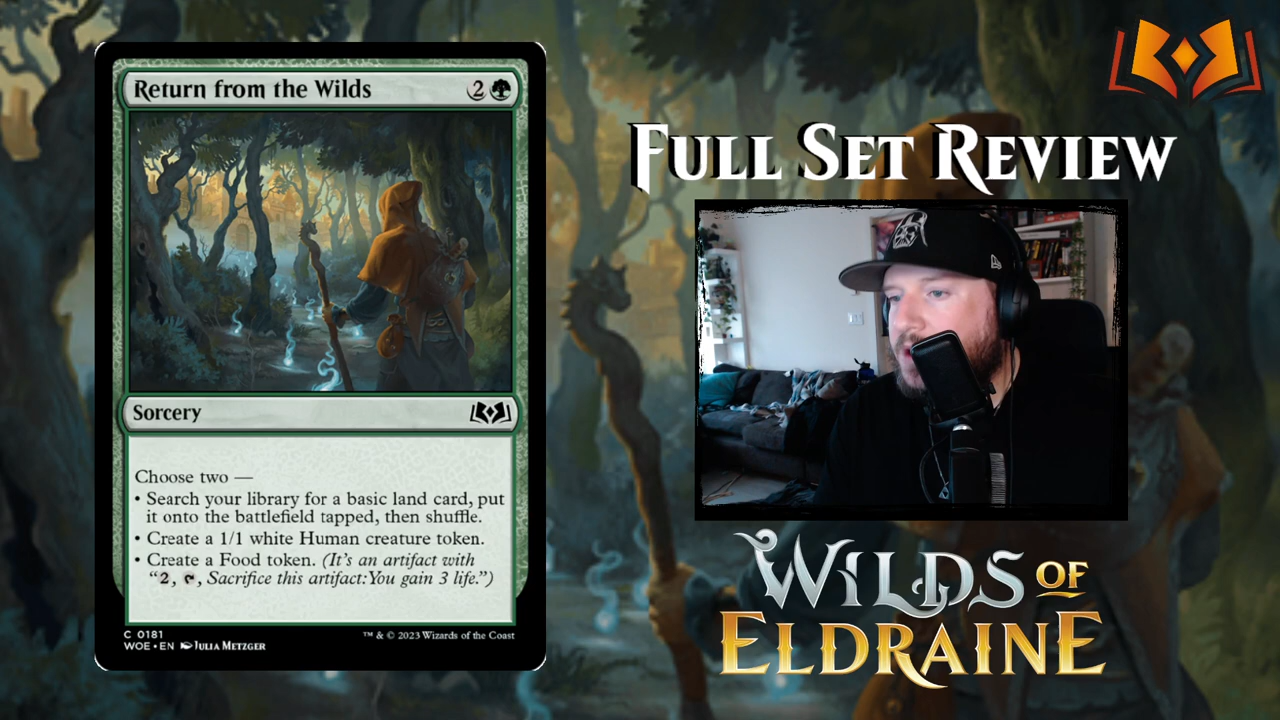 Return from the Wilds 2
Sorcery
Choose two —
• Search your library for a basic land card, put
it onto the battlefield tapped, then shuffle.
• Create a 1/1 white Human creature token.
• Create a Food token. (It's an artifact with
“2, , Sacrifice this artifact:You gain 3 life.”)
C 0181
WOE • EN JULIA METZGER
™ & © 2023 Wizards of the Coast
FULL SET REVIEW
WILDS OF
ELDRAINE